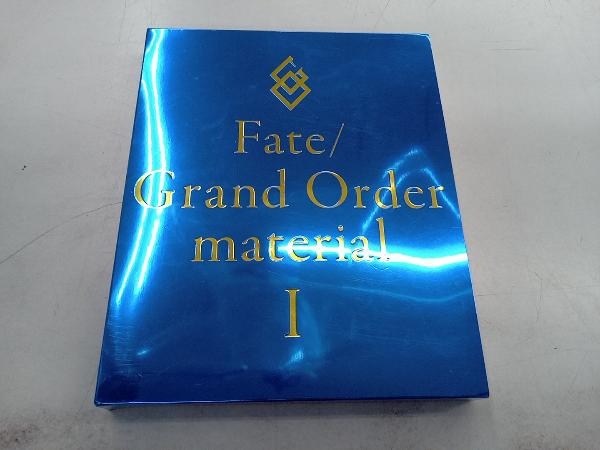 Fate/
Grand Order
material
I